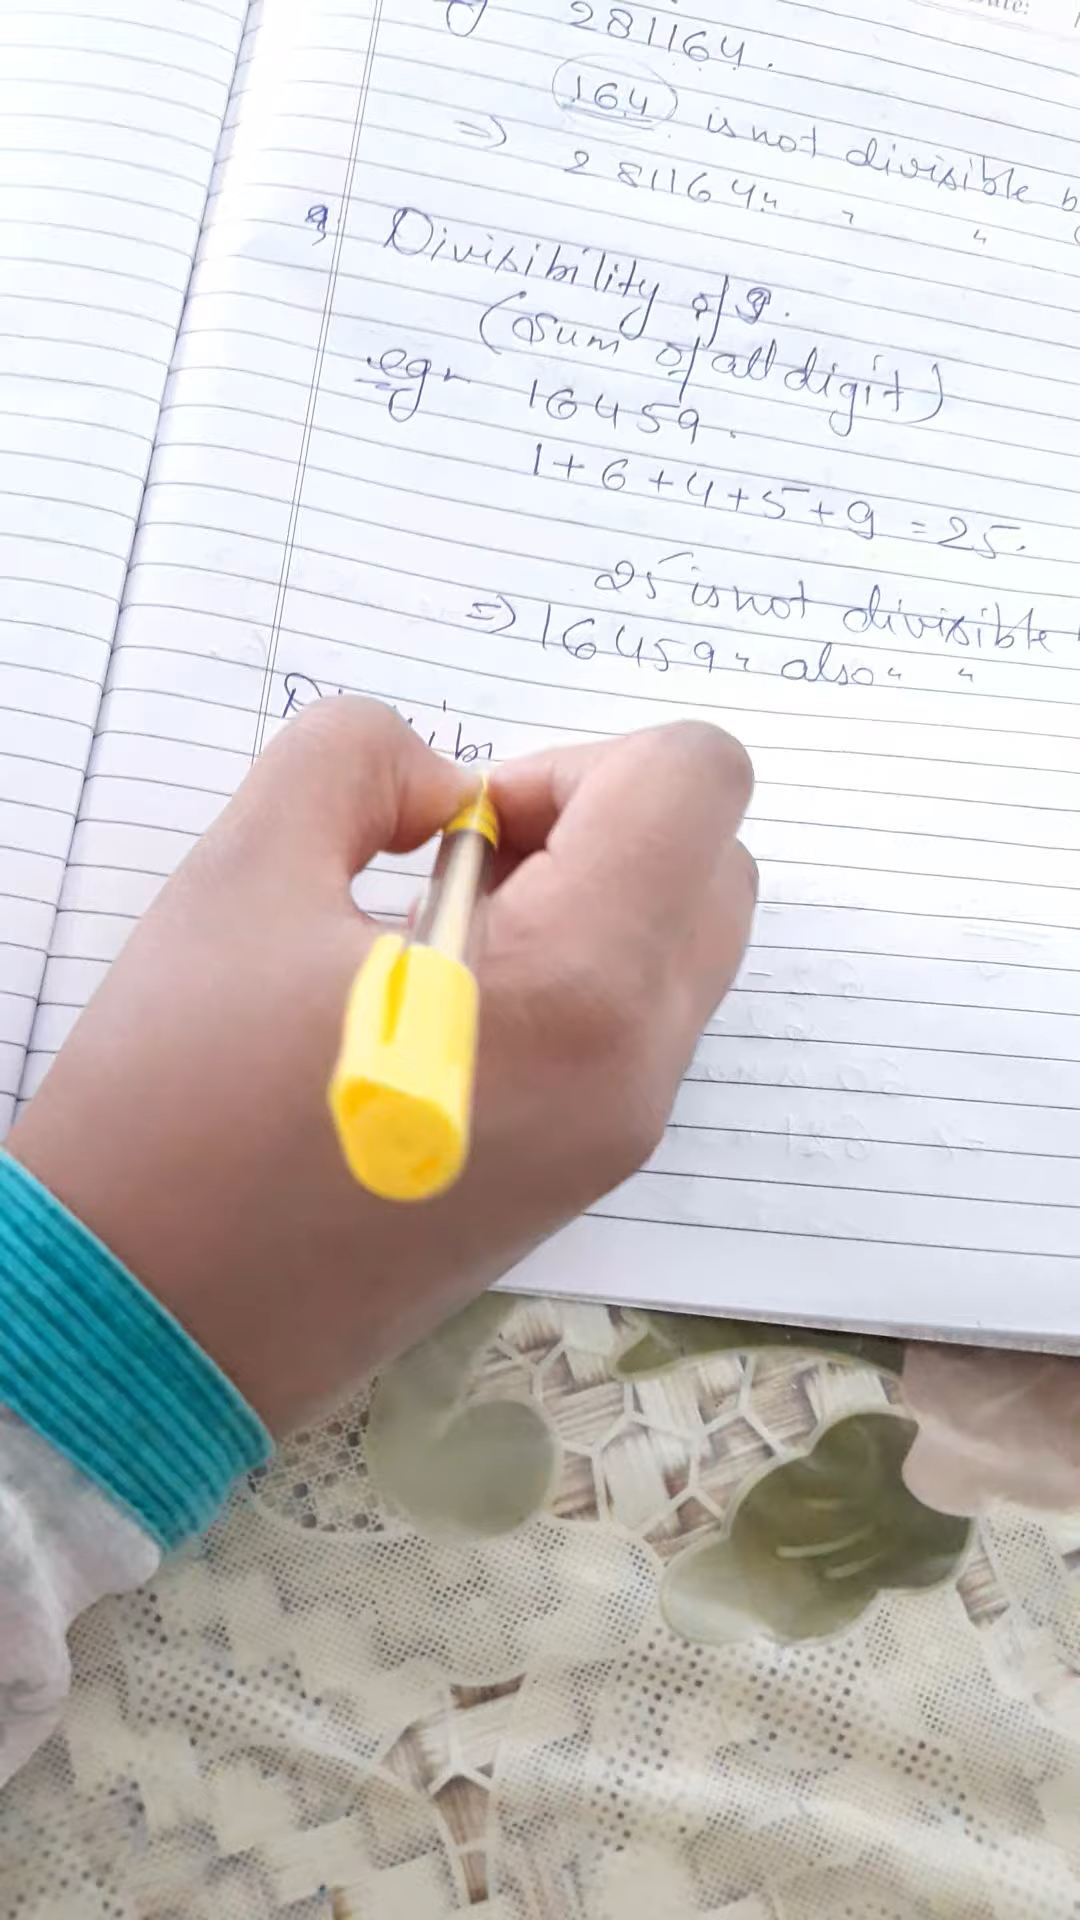 281164.
164 is not divisible b
=> 281164 " " "
9. Divisibility of 9.
(sum of all digit)
eg- 16459.
1+6+4+5+9 = 25.
25 is not divisible
=> 16459 " also " "